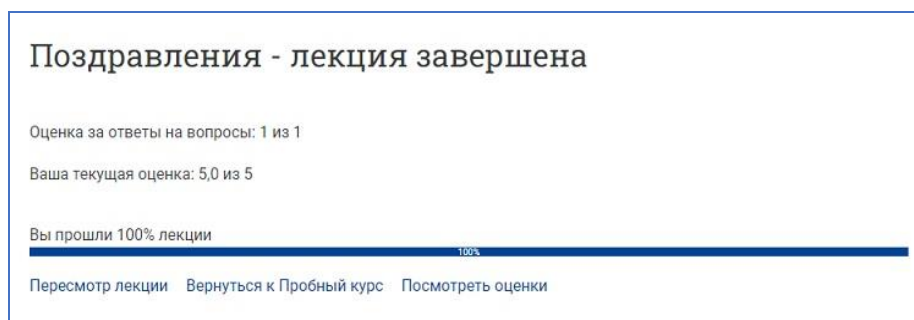 Поздравления - лекция завершена
Оценка за ответы на вопросы: 1 из 1
Ваша текущая оценка: 5,0 из 5
Вы прошли 100% лекции
100%
Пересмотр лекции Вернуться к Пробный курс Посмотреть оценки